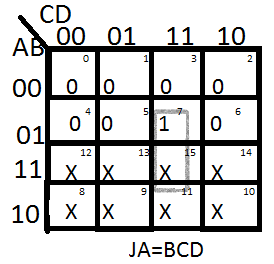 CD
AB 00 01 11 10
0 1 3 2
00 0 0 0 0
4 5 7 6
01 0 0 1 0
12 13 15 14
11 X X X X
8 9 11 10
10 X X X X
JA=BCD